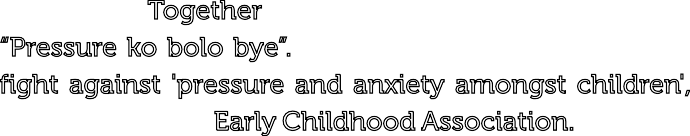 Together
“Pressure ko bolo bye”.
fight against 'pressure and anxiety amongst children',
Early Childhood Association.